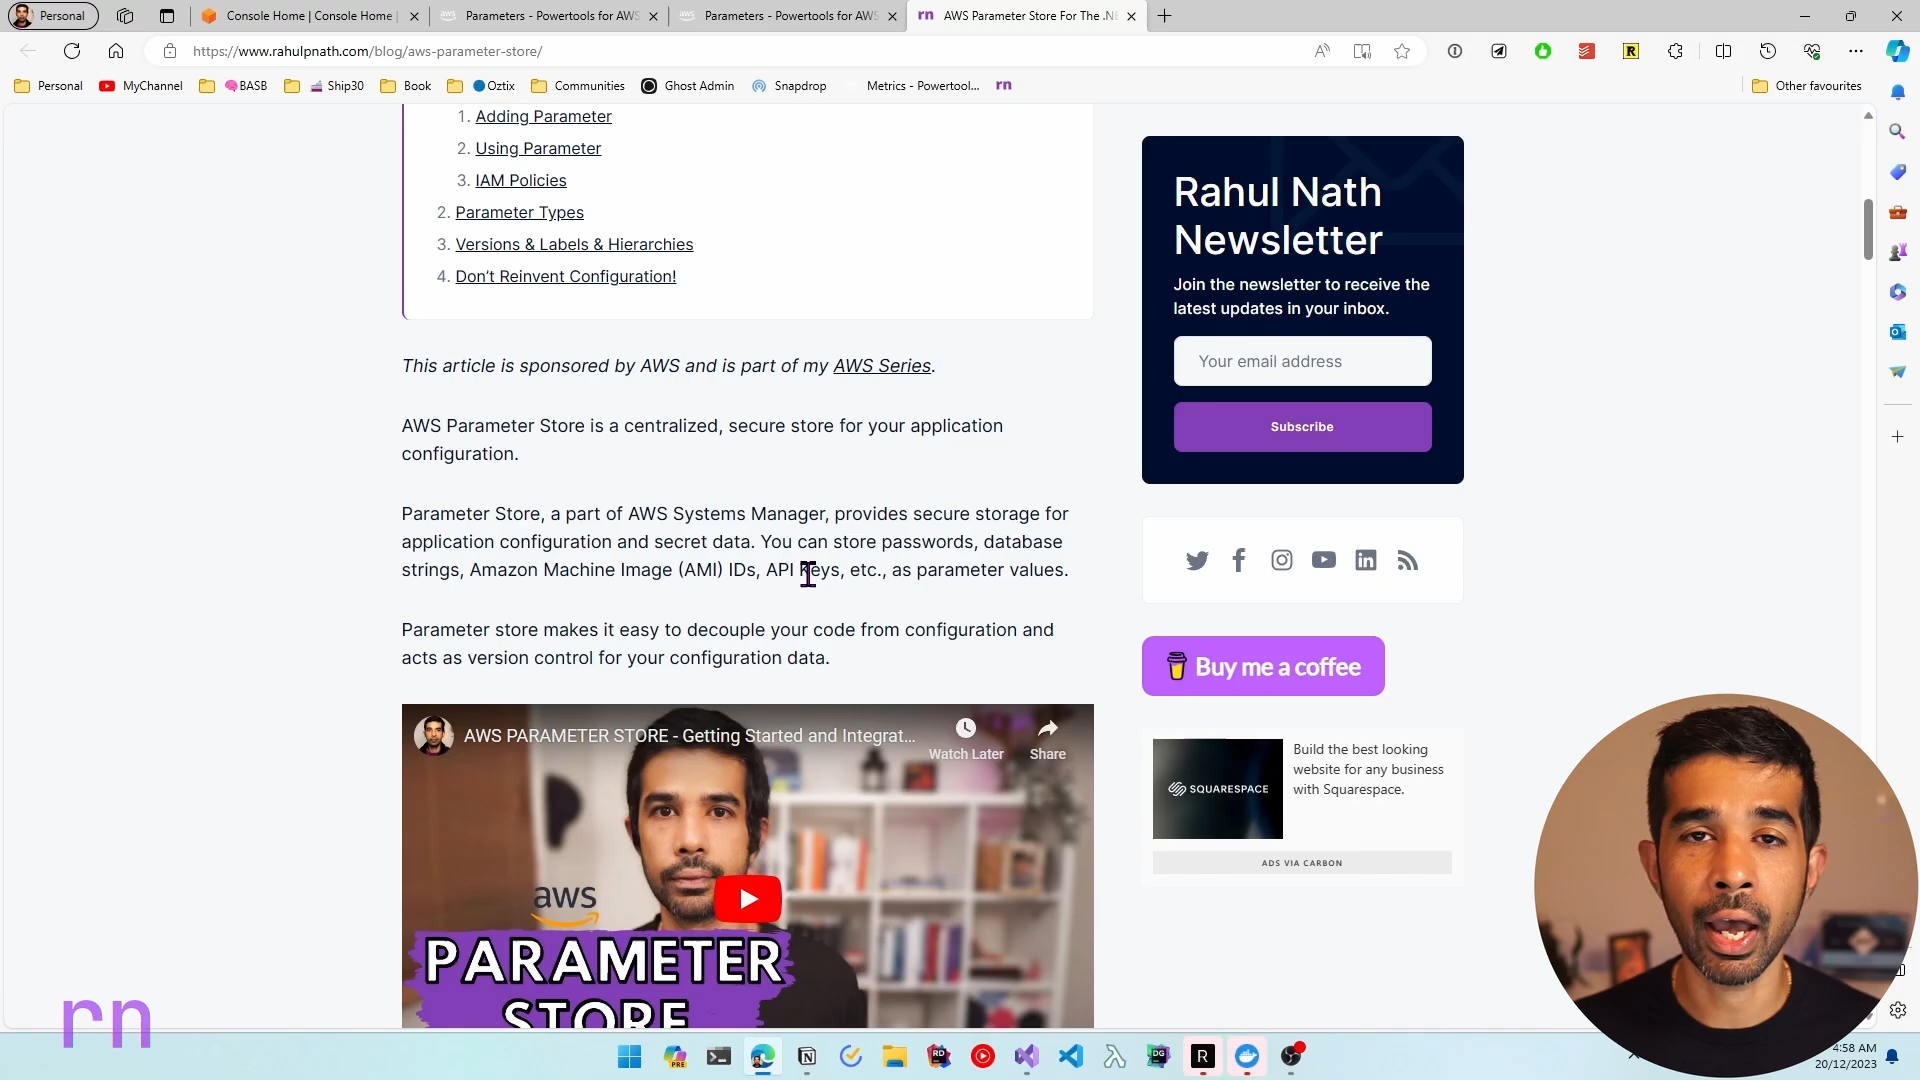 Personal
Console Home | Console Home |
Parameters - Powertools for AWS
Parameters - Powertools for AWS
rn AWS Parameter Store For The .NE
https://www.rahulpnath.com/blog/aws-parameter-store/
Personal
MyChannel
BASB
Ship30
Book
Oztix
Communities
Ghost Admin
Snapdrop
Metrics - Powertool...
rn
Other favourites
1. Adding Parameter
2. Using Parameter
3. IAM Policies
2. Parameter Types
3. Versions & Labels & Hierarchies
4. Don’t Reinvent Configuration!
This article is sponsored by AWS and is part of my AWS Series.
AWS Parameter Store is a centralized, secure store for your application
configuration.
Parameter Store, a part of AWS Systems Manager, provides secure storage for
application configuration and secret data. You can store passwords, database
strings, Amazon Machine Image (AMI) IDs, API Keys, etc., as parameter values.
Parameter store makes it easy to decouple your code from configuration and
acts as version control for your configuration data.
AWS PARAMETER STORE - Getting Started and Integrat...
Watch Later
Share
aws
PARAMETER
STORE
Rahul Nath
Newsletter
Join the newsletter to receive the
latest updates in your inbox.
Your email address
Subscribe
Buy me a coffee
SQUARESPACE
Build the best looking
website for any business
with Squarespace.
ADS VIA CARBON
rn
PRE
RD
DG
R
4:58 AM
20/12/2023